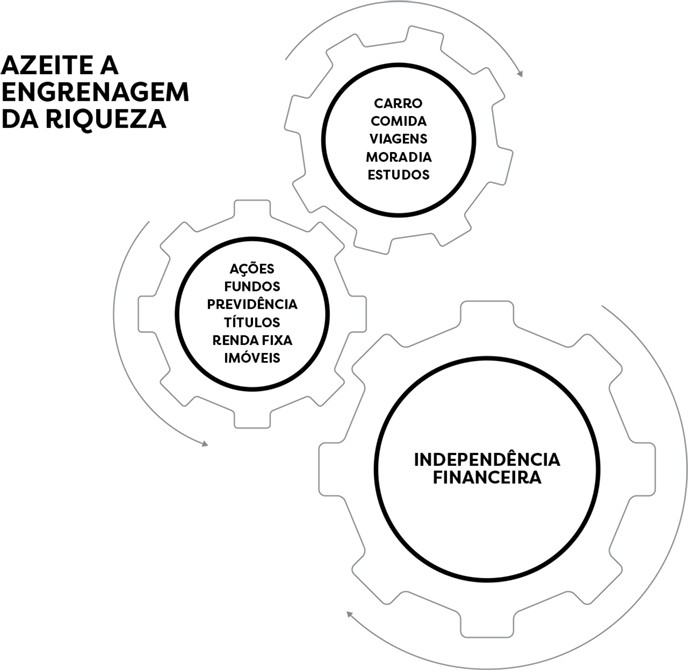 AZEITE A
ENGRENAGEM
DA RIQUEZA
CARRO
COMIDA
VIAGENS
MORADIA
ESTUDOS
AÇÕES
FUNDOS
PREVIDÊNCIA
TÍTULOS
RENDA FIXA
IMÓVEIS
INDEPENDÊNCIA
FINANCEIRA